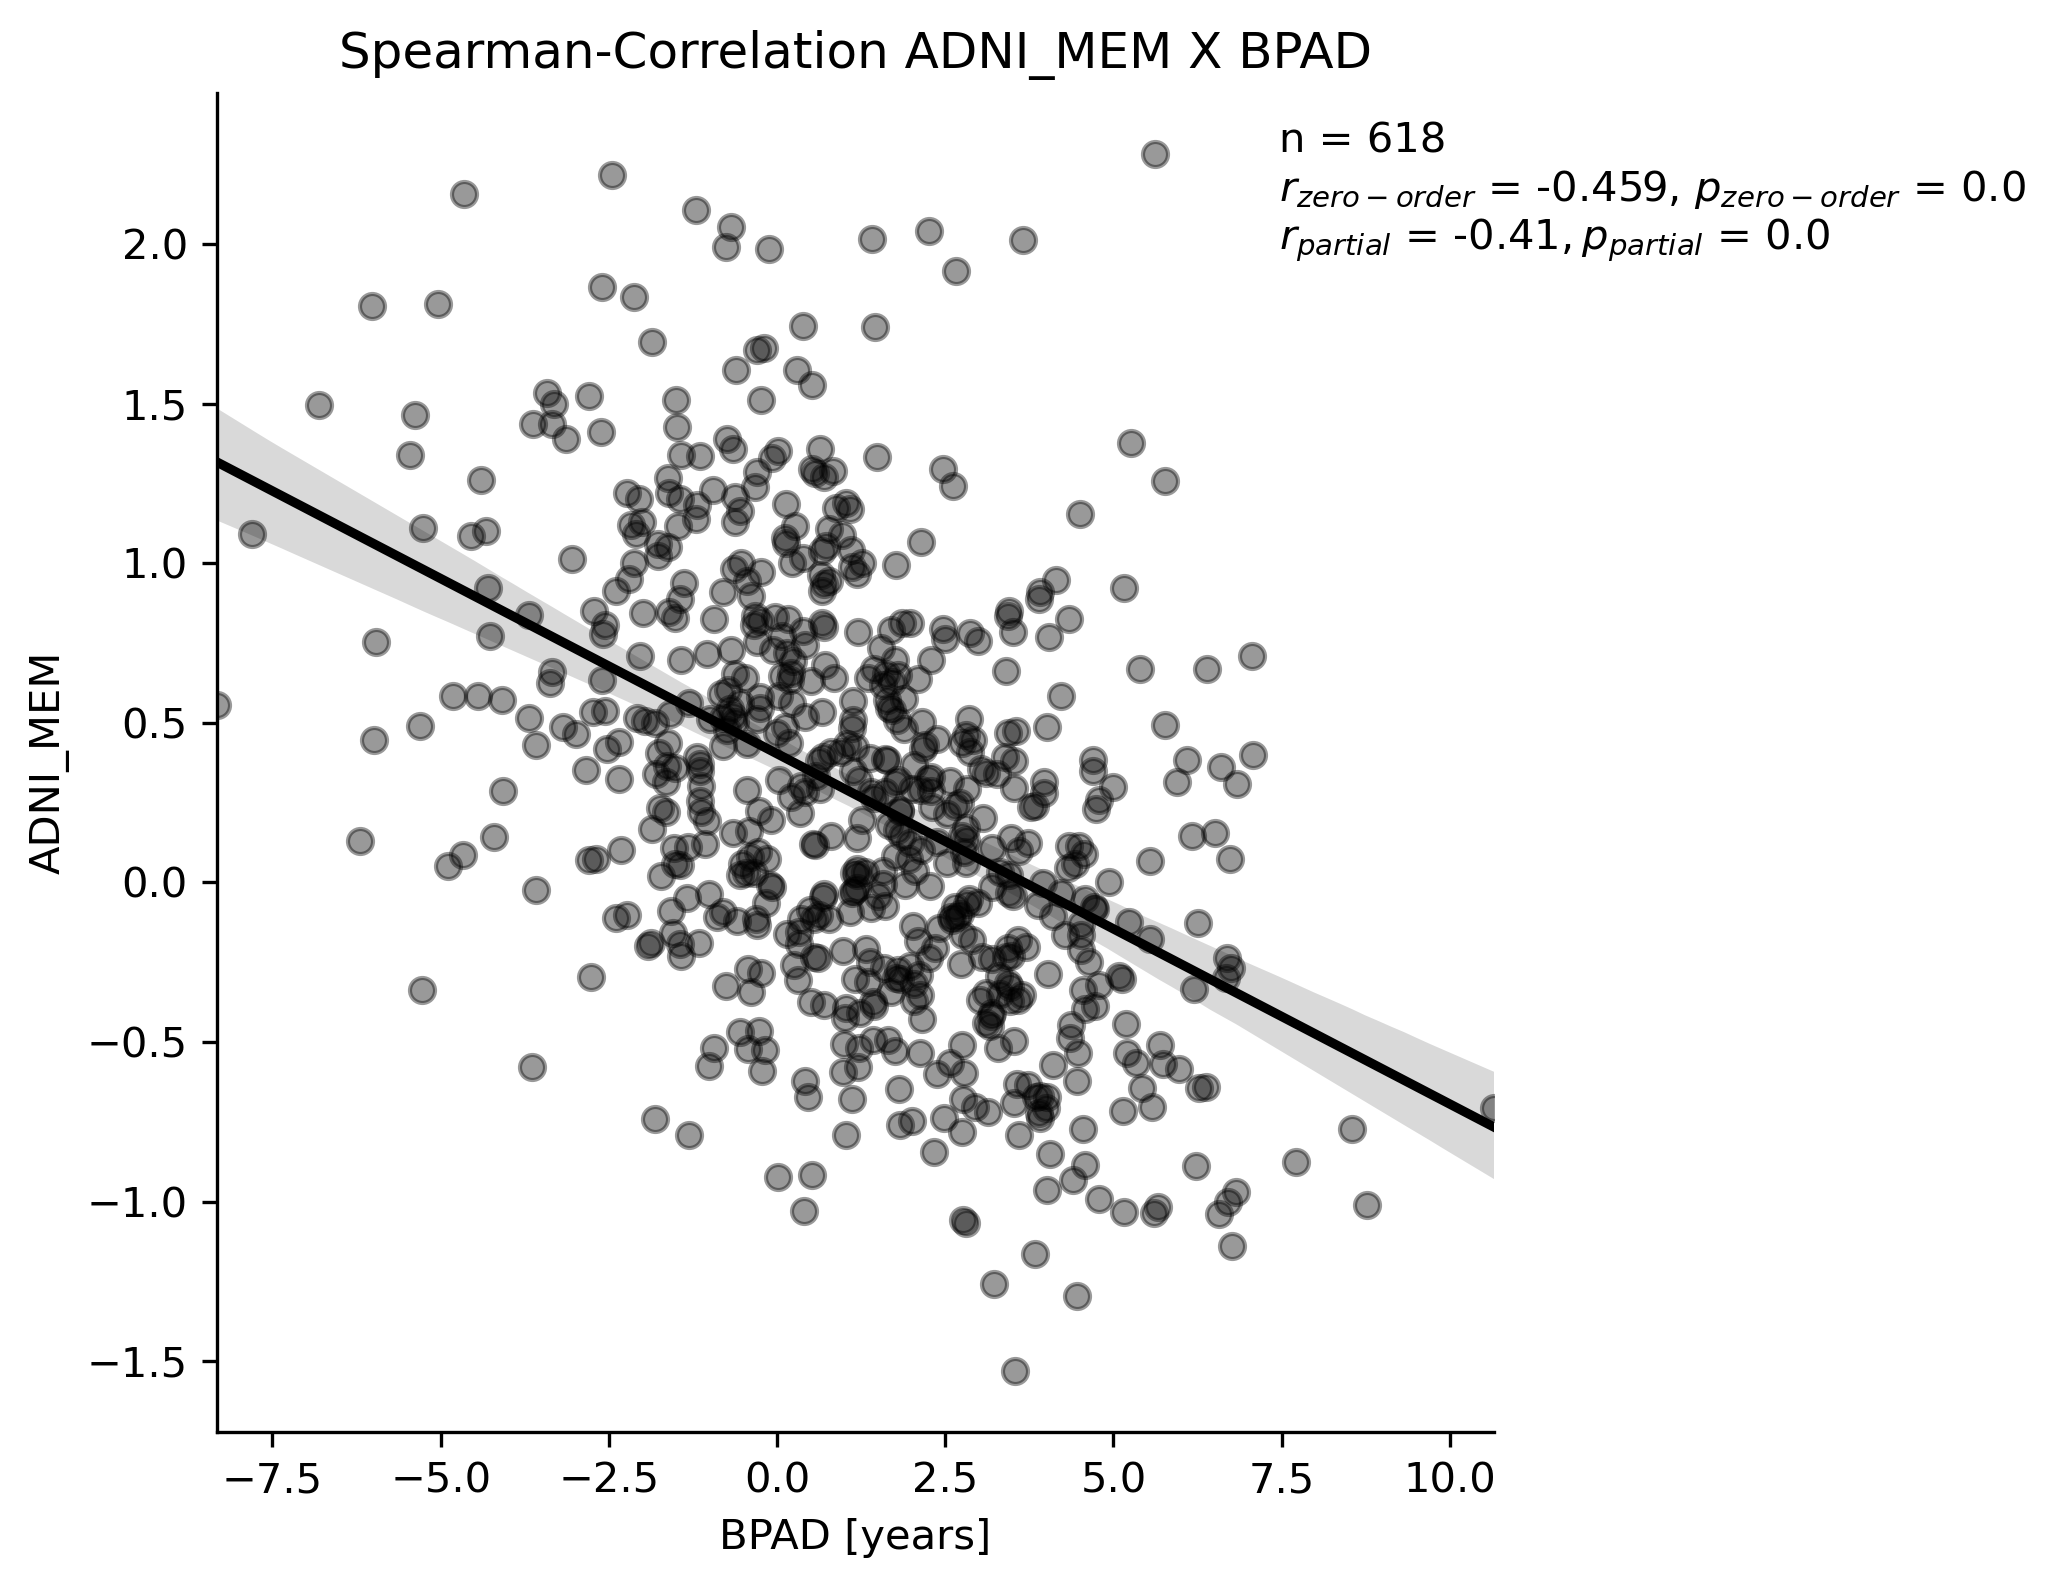 Spearman-Correlation ADNI_MEM X BPAD
n = 618
r_zero−order = -0.459, p_zero−order = 0.0
r_partial = -0.41, p_partial = 0.0
ADNI_MEM
2.0
1.5
1.0
0.5
0.0
−0.5
−1.0
−1.5
−7.5 −5.0 −2.5 0.0 2.5 5.0 7.5 10.0
BPAD [years]